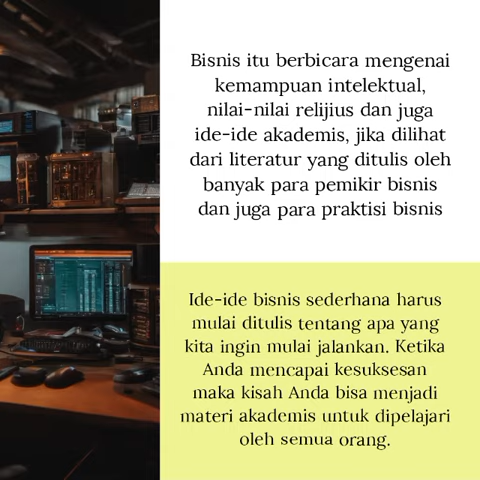 Bisnis itu berbicara mengenai
kemampuan intelektual,
nilai-nilai relijius dan juga
ide-ide akademis, jika dilihat
dari literatur yang ditulis oleh
banyak para pemikir bisnis
dan juga para praktisi bisnis
Ide-ide bisnis sederhana harus
mulai ditulis tentang apa yang
kita ingin mulai jalankan. Ketika
Anda mencapai kesuksesan
maka kisah Anda bisa menjadi
materi akademis untuk dipelajari
oleh semua orang.